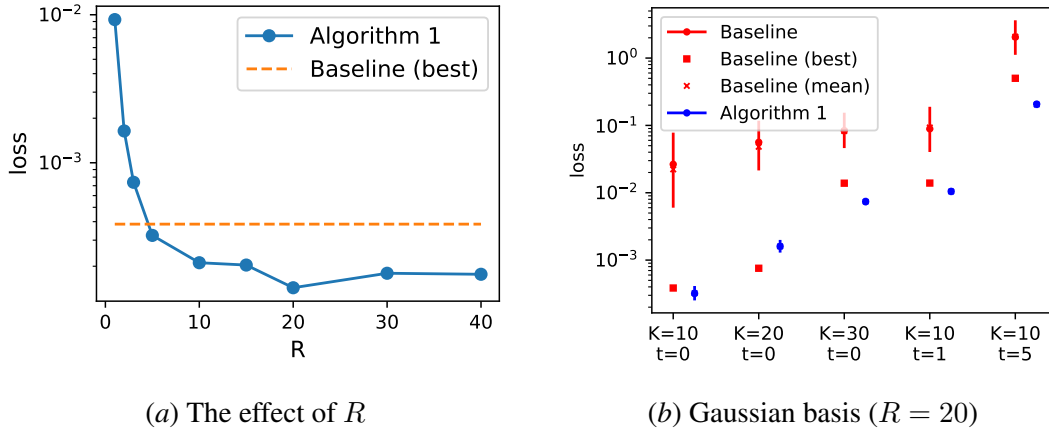 10⁻²
10⁻³
loss
Algorithm 1
Baseline (best)
0
10
20
30
40
R
(a) The effect of R
10⁰
10⁻¹
10⁻²
10⁻³
loss
Baseline
Baseline (best)
Baseline (mean)
Algorithm 1
K=10
t=0
K=20
t=0
K=30
t=0
K=10
t=1
K=10
t=5
(b) Gaussian basis (R = 20)